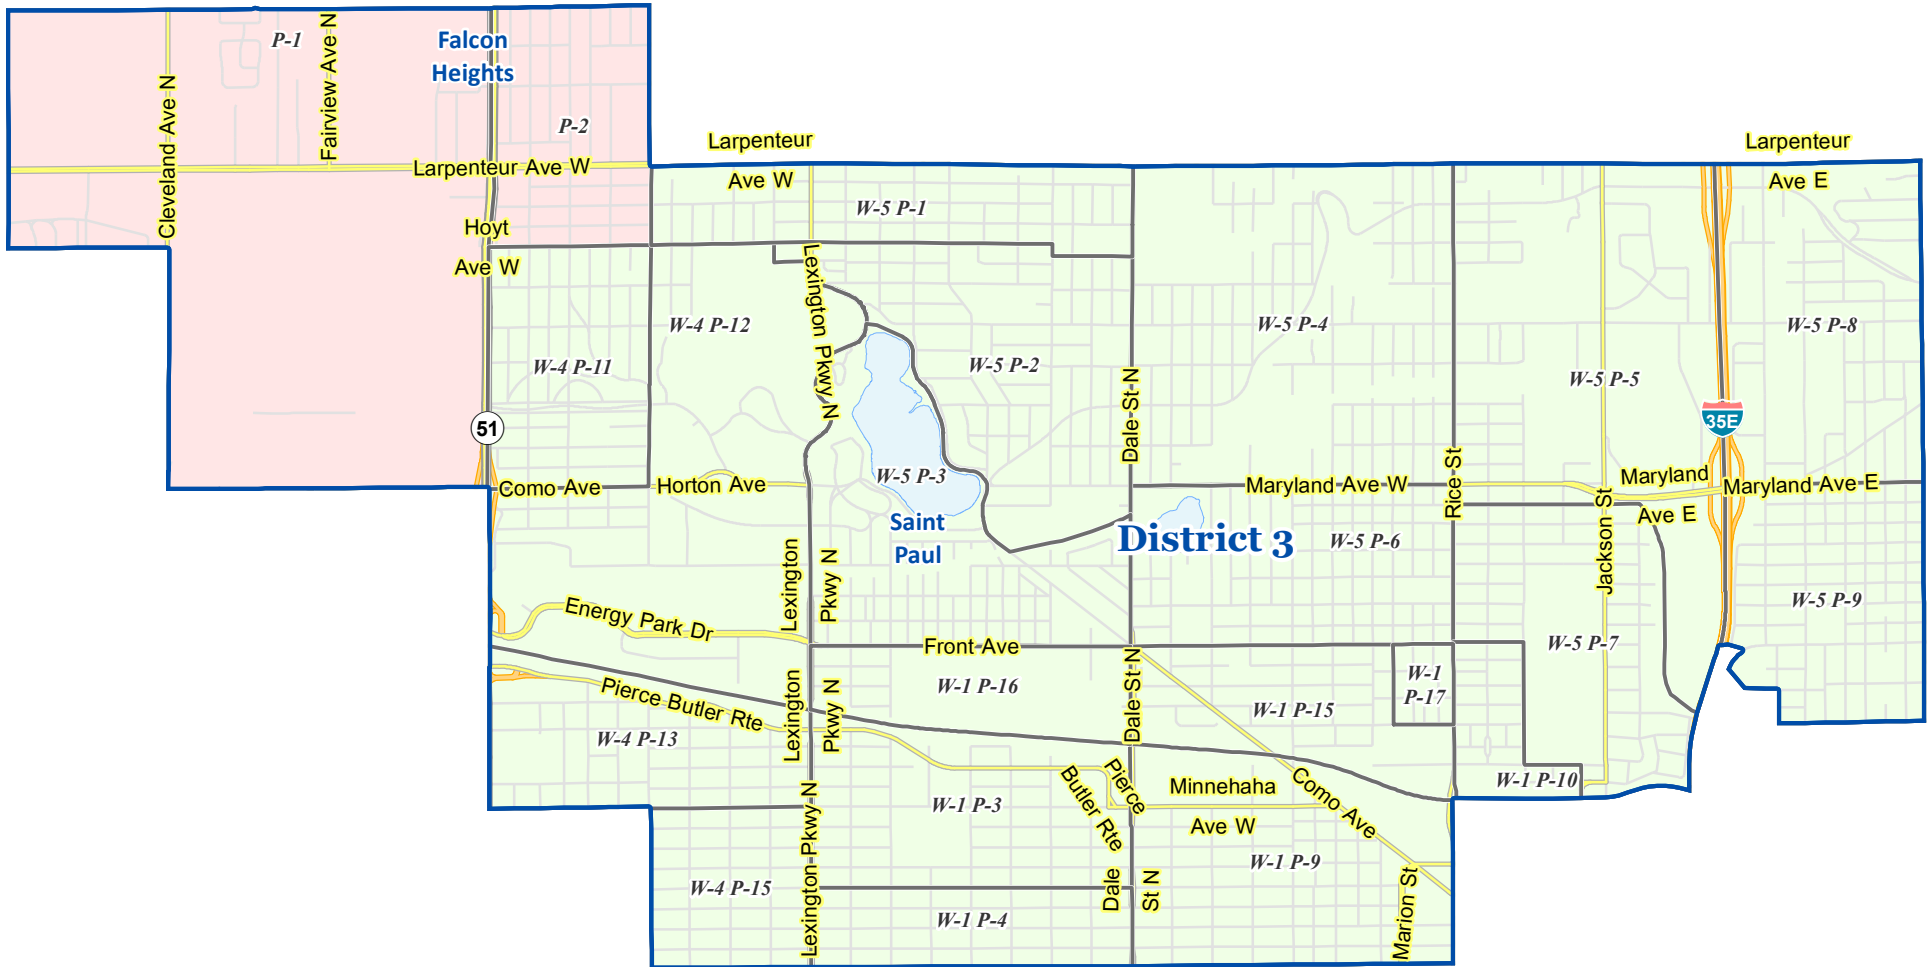 P-1
Fairview Ave N
Falcon
Heights
Cleveland Ave N
P-2
Larpenteur Ave W
Larpenteur
Ave W
Larpenteur
Ave E
W-5 P-1
Hoyt
Ave W
W-4 P-11
W-4 P-12
Lexington Pkwy N
W-5 P-2
W-5 P-4
W-5 P-5
W-5 P-8
Dale St N
35E
51
Como Ave
Horton Ave
W-5 P-3
Saint
Paul
Maryland Ave W
Rice St
Maryland
Ave E
Maryland Ave E
District 3
W-5 P-6
Jackson St
Lexington
Pkwy N
Energy Park Dr
Front Ave
W-5 P-7
W-5 P-9
Pierce Butler Rte
Lexington
Pkwy N
W-1 P-16
Dale St N
W-1
P-17
W-1 P-15
W-4 P-13
W-1 P-10
Pierce
Butler Rte
Minnehaha
Ave W
Como Ave
Lexington Pkwy N
W-1 P-3
W-1 P-9
W-4 P-15
W-1 P-4
Dale
St N
Marion St